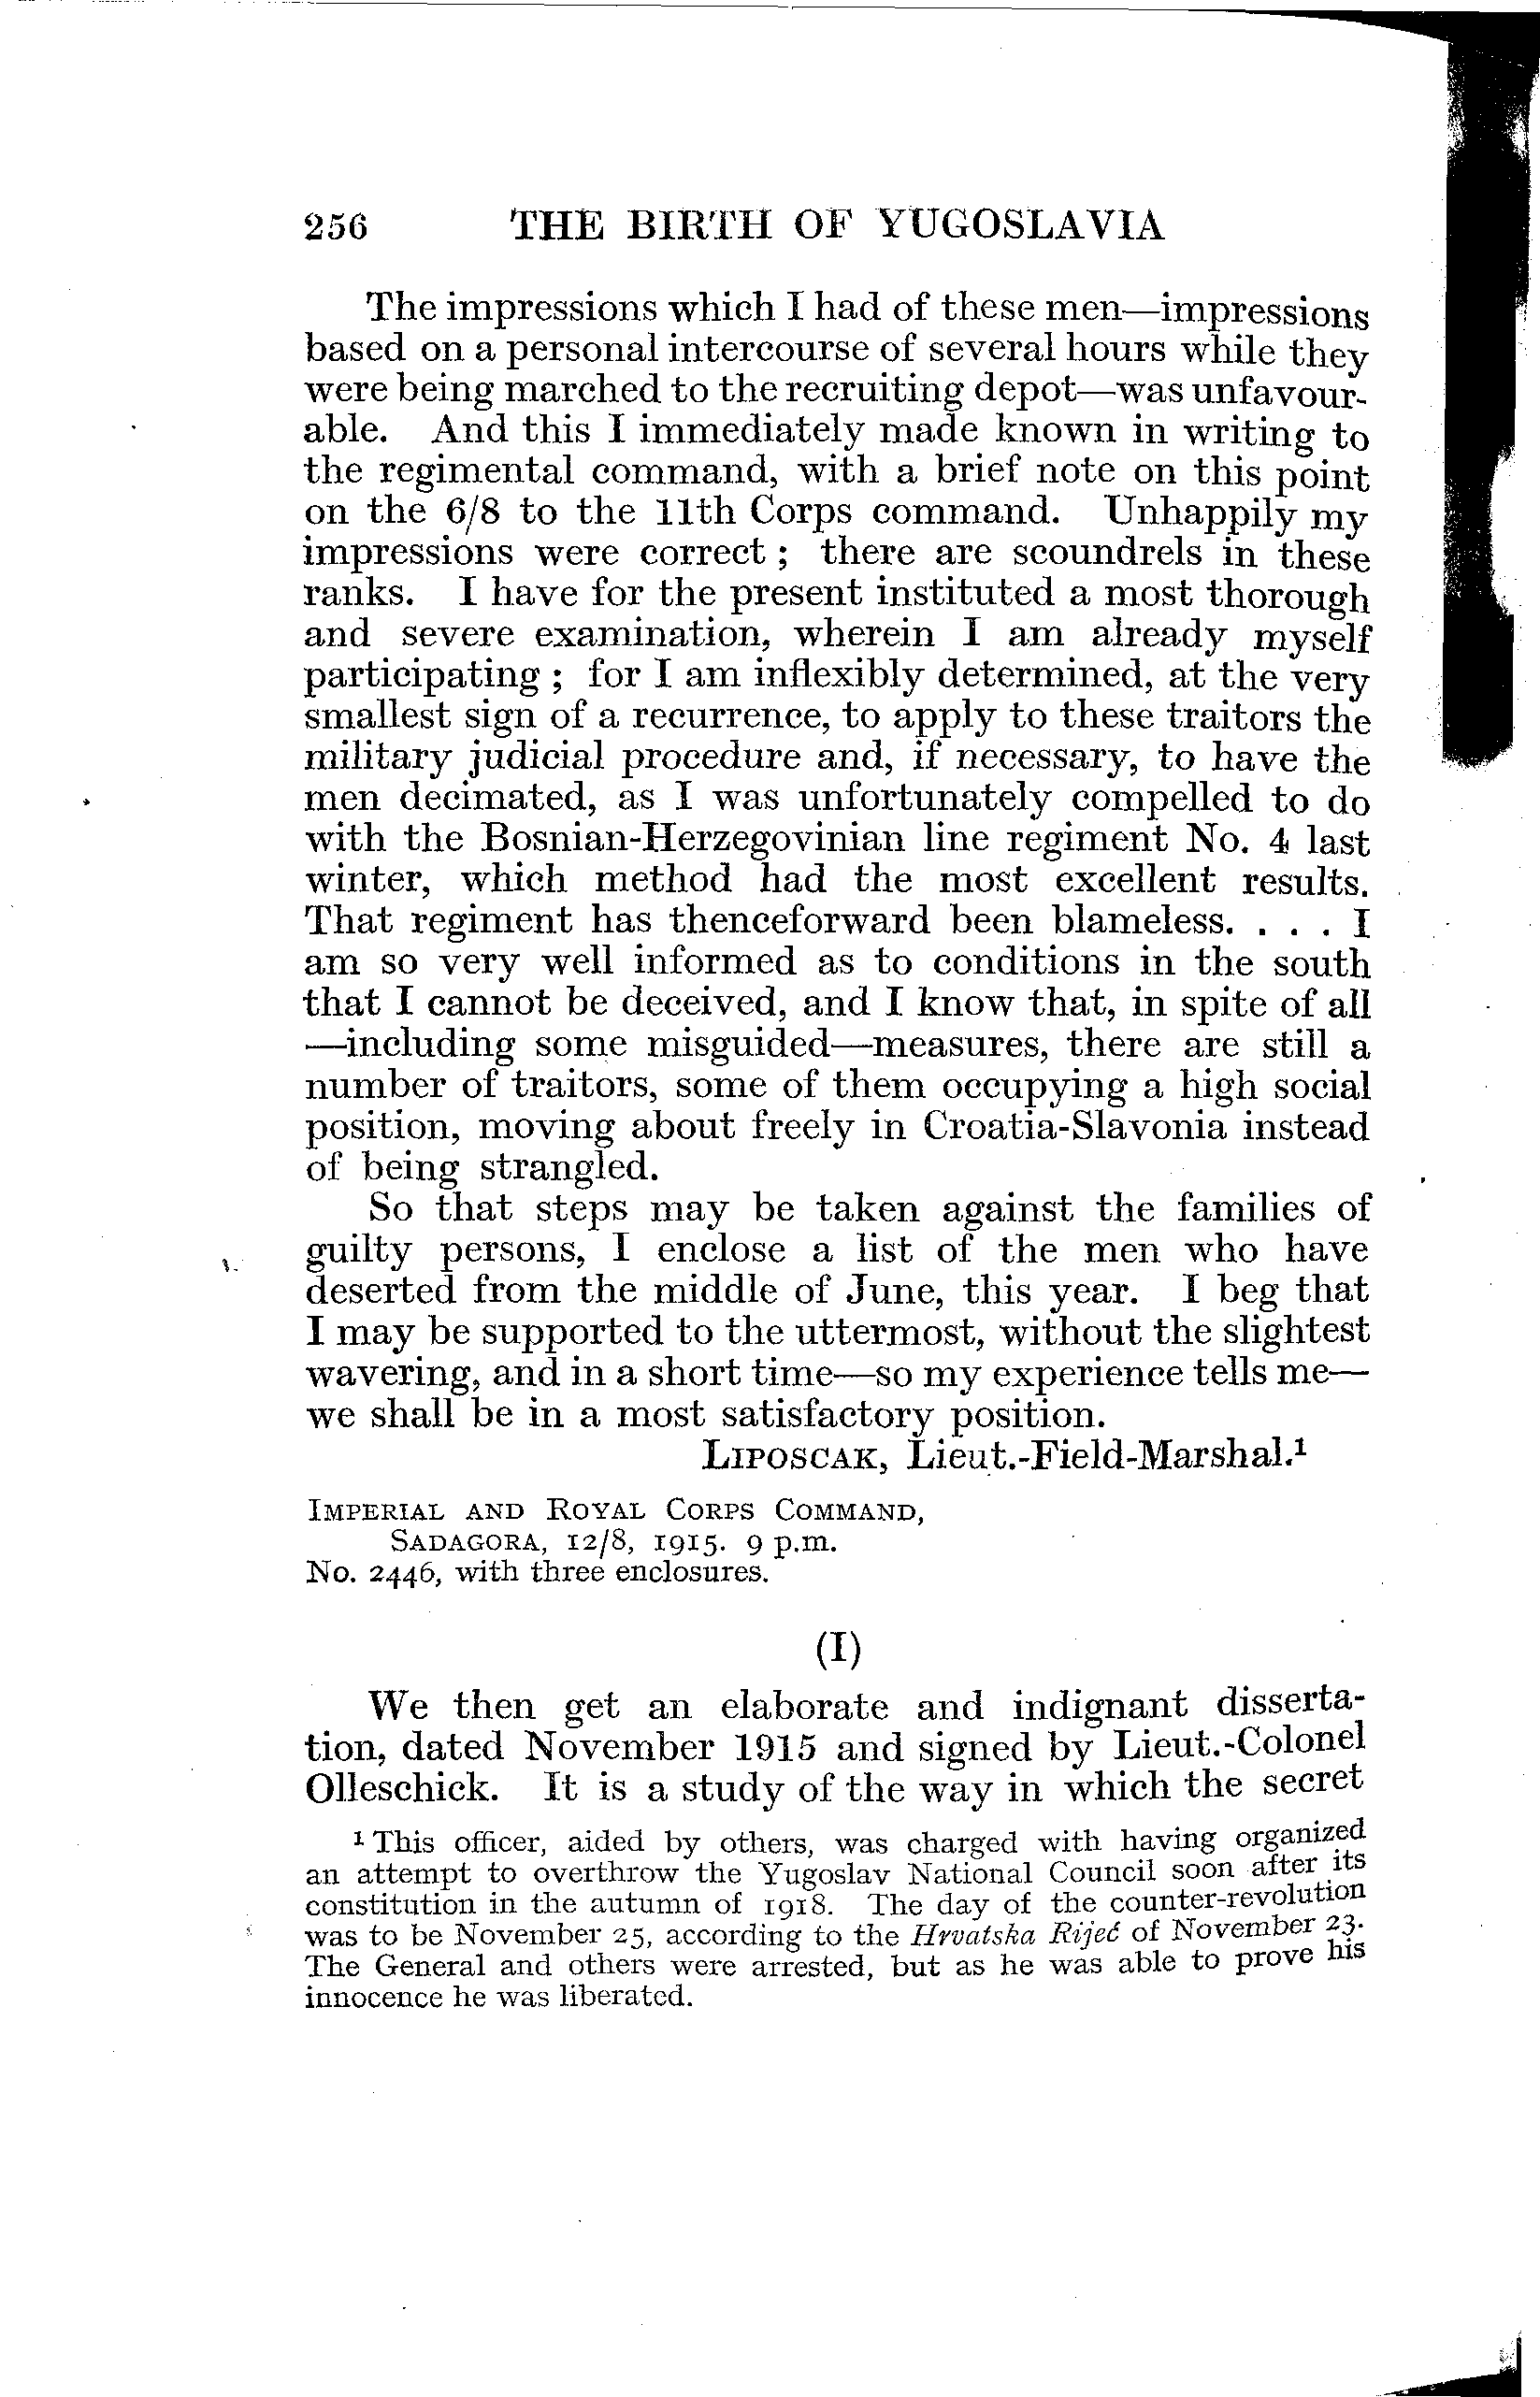 256 THE BIRTH OF YUGOSLAVIA
The impressions which I had of these men—impressions
based on a personal intercourse of several hours while they
were being marched to the recruiting depot—was unfavour-
able. And this I immediately made known in writing to
the regimental command, with a brief note on this point
on the 6/8 to the 11th Corps command. Unhappily my
impressions were correct ; there are scoundrels in these
ranks. I have for the present instituted a most thorough
and severe examination, wherein I am already myself
participating ; for I am inflexibly determined, at the very
smallest sign of a recurrence, to apply to these traitors the
military judicial procedure and, if necessary, to have the
men decimated, as I was unfortunately compelled to do
with the Bosnian-Herzegovinian line regiment No. 4 last
winter, which method had the most excellent results.
That regiment has thenceforward been blameless. . . . I
am so very well informed as to conditions in the south
that I cannot be deceived, and I know that, in spite of all
—including some misguided—measures, there are still a
number of traitors, some of them occupying a high social
position, moving about freely in Croatia-Slavonia instead
of being strangled.
So that steps may be taken against the families of
guilty persons, I enclose a list of the men who have
deserted from the middle of June, this year. I beg that
I may be supported to the uttermost, without the slightest
wavering, and in a short time—so my experience tells me—
we shall be in a most satisfactory position.
LIPOSCAK, Lieut.-Field-Marshal.¹
IMPERIAL AND ROYAL CORPS COMMAND,
SADAGORA, 12/8, 1915. 9 p.m.
No. 2446, with three enclosures.
(I)
We then get an elaborate and indignant disserta-
tion, dated November 1915 and signed by Lieut.-Colonel
Olleschick. It is a study of the way in which the secret
¹ This officer, aided by others, was charged with having organized
an attempt to overthrow the Yugoslav National Council soon after its
constitution in the autumn of 1918. The day of the counter-revolution
was to be November 25, according to the Hrvatska Rijeć of November 23.
The General and others were arrested, but as he was able to prove his
innocence he was liberated.